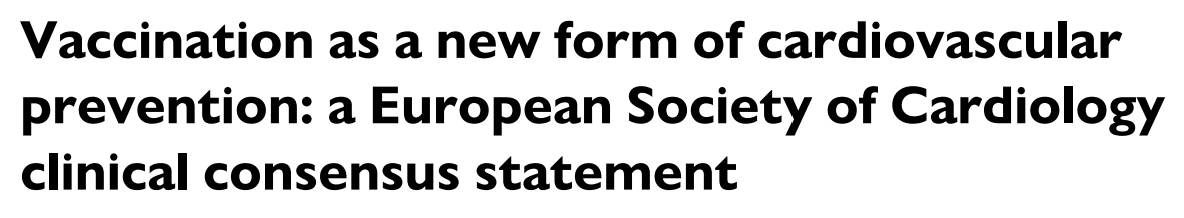 Vaccination as a new form of cardiovascular
prevention: a European Society of Cardiology
clinical consensus statement